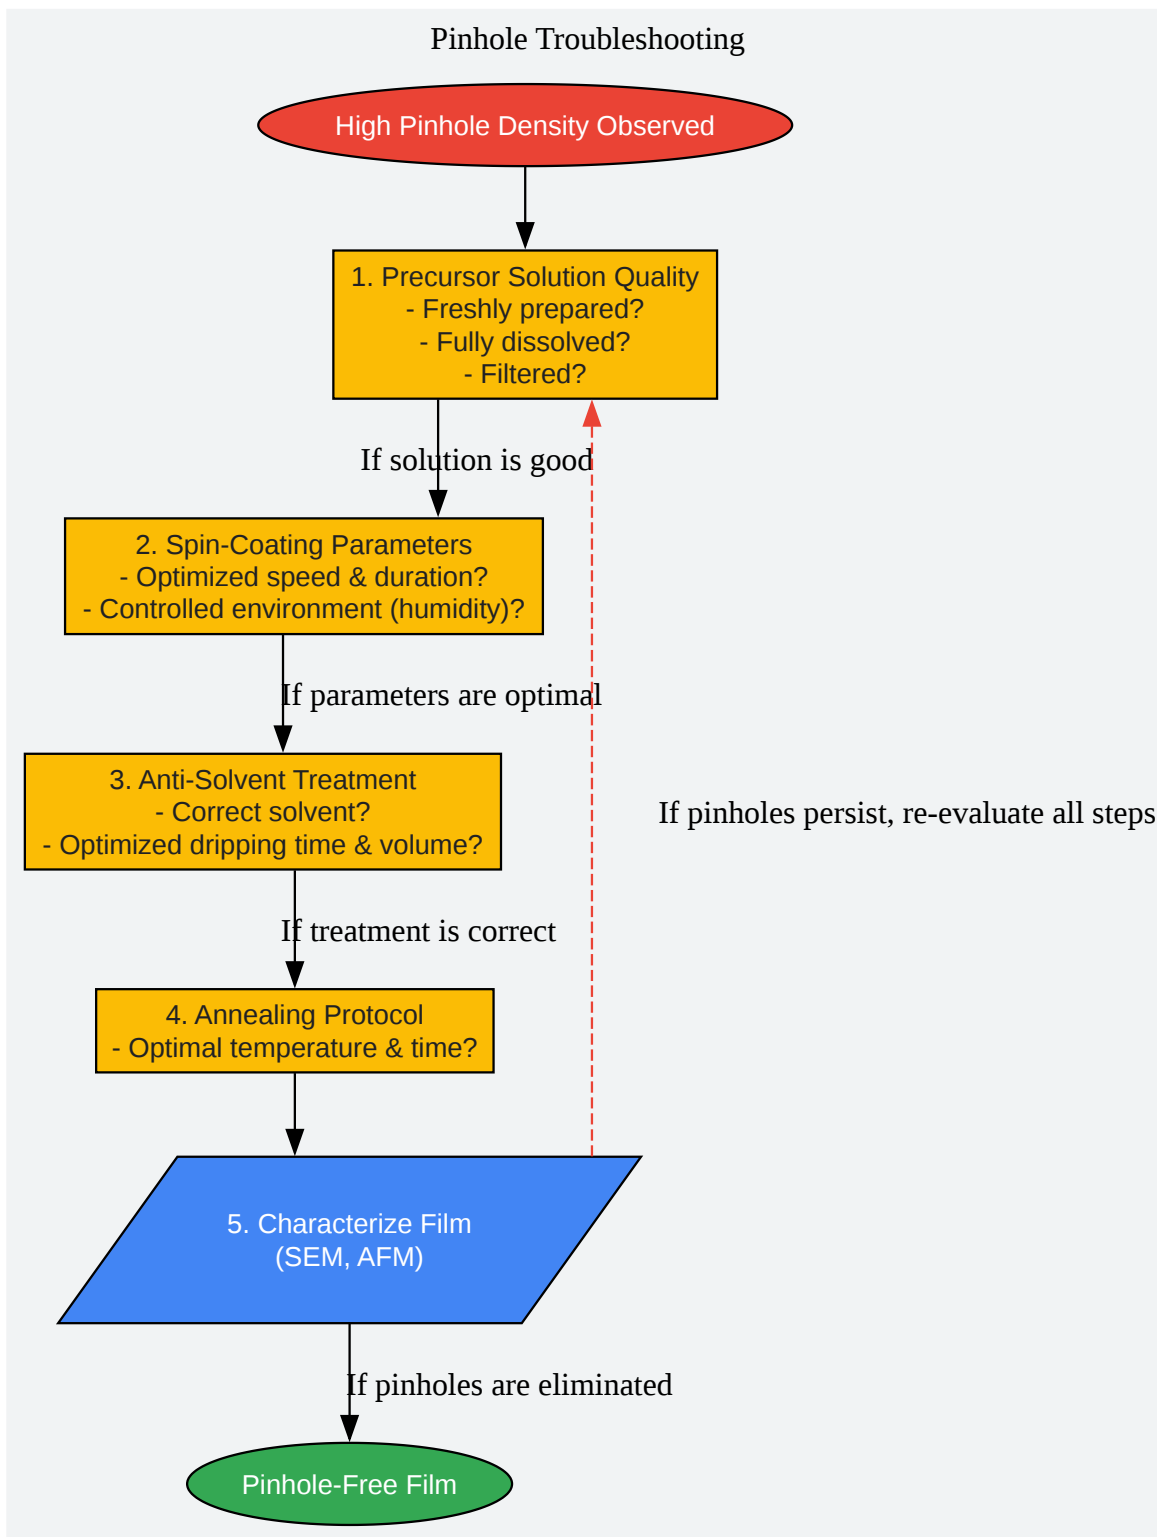 Pinhole Troubleshooting
High Pinhole Density Observed
1. Precursor Solution Quality
- Freshly prepared?
- Fully dissolved?
- Filtered?
If solution is good
2. Spin-Coating Parameters
- Optimized speed & duration?
- Controlled environment (humidity)?
If parameters are optimal
3. Anti-Solvent Treatment
- Correct solvent?
- Optimized dripping time & volume?
If pinholes persist, re-evaluate all steps
If treatment is correct
4. Annealing Protocol
- Optimal temperature & time?
5. Characterize Film
(SEM, AFM)
If pinholes are eliminated
Pinhole-Free Film